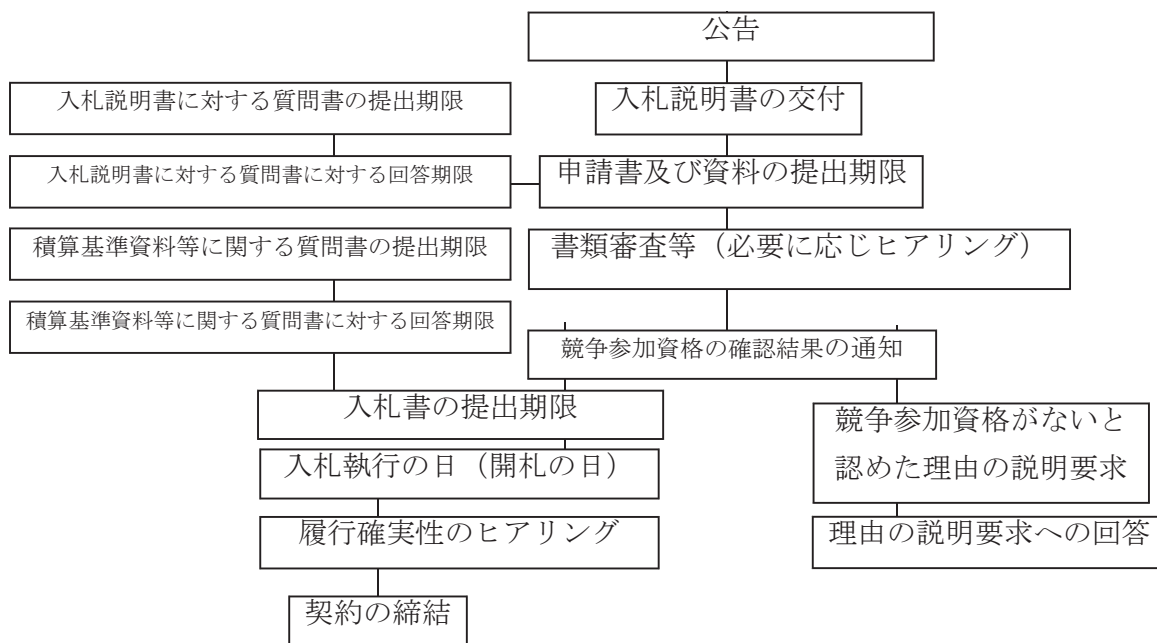 公告
入札説明書に対する質問書の提出期限
入札説明書の交付
入札説明書に対する質問書に対する回答期限
申請書及び資料の提出期限
積算基準資料等に関する質問書の提出期限
書類審査等（必要に応じヒアリング）
積算基準資料等に関する質問書に対する回答期限
競争参加資格の確認結果の通知
入札書の提出期限
競争参加資格がないと
認めた理由の説明要求
入札執行の日（開札の日）
履行確実性のヒアリング
理由の説明要求への回答
契約の締結